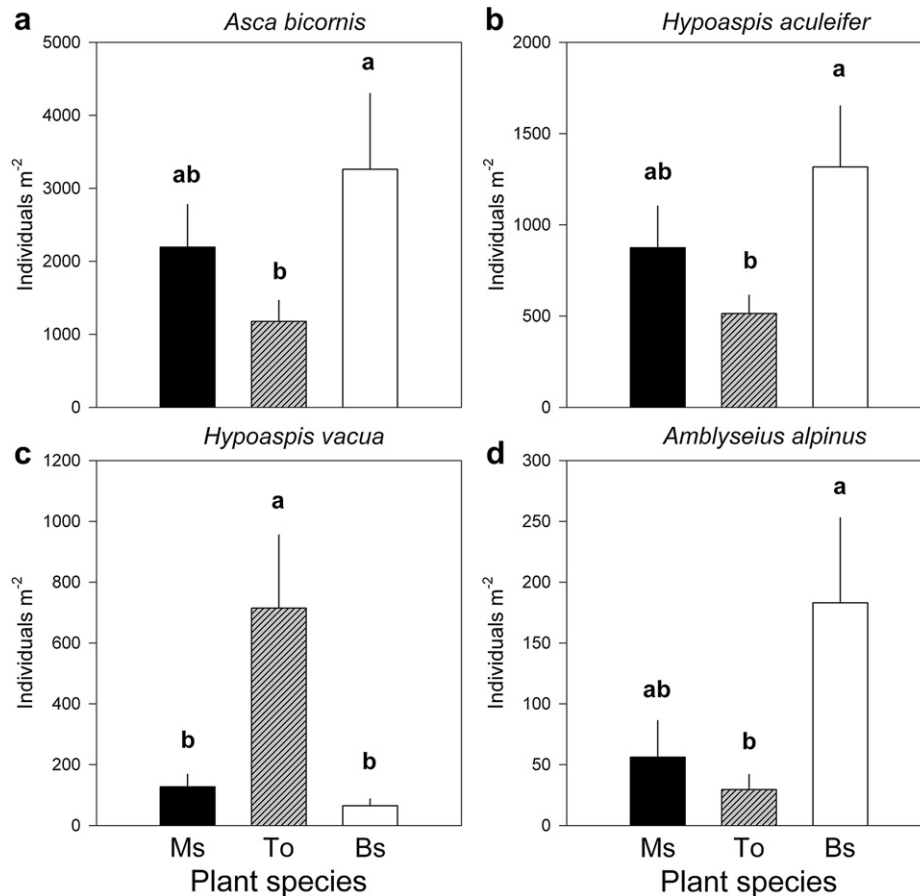 a Asca bicornis
5000
4000
3000
2000
1000
0
Individuals m-2
ab
b
a
b Hypoaspis aculeifer
2000
1500
1000
500
0
Individuals m-2
ab
b
a
c Hypoaspis vacua
1200
1000
800
600
400
200
0
Individuals m-2
b
a
b
Ms To Bs
Plant species
d Amblyseius alpinus
300
250
200
150
100
50
0
Individuals m-2
ab
b
a
Ms To Bs
Plant species